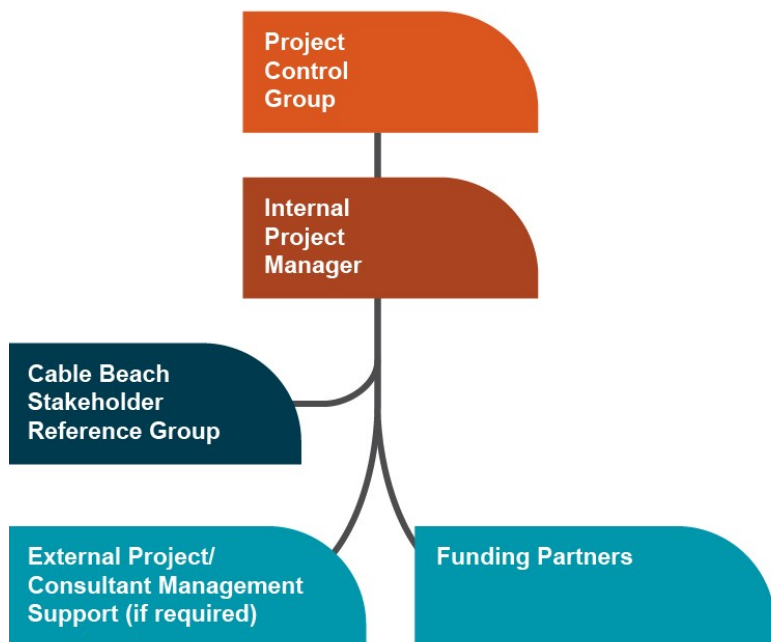 Project
Control
Group
Internal
Project
Manager
Cable Beach
Stakeholder
Reference Group
External Project/
Consultant Management
Support (if required)
Funding Partners